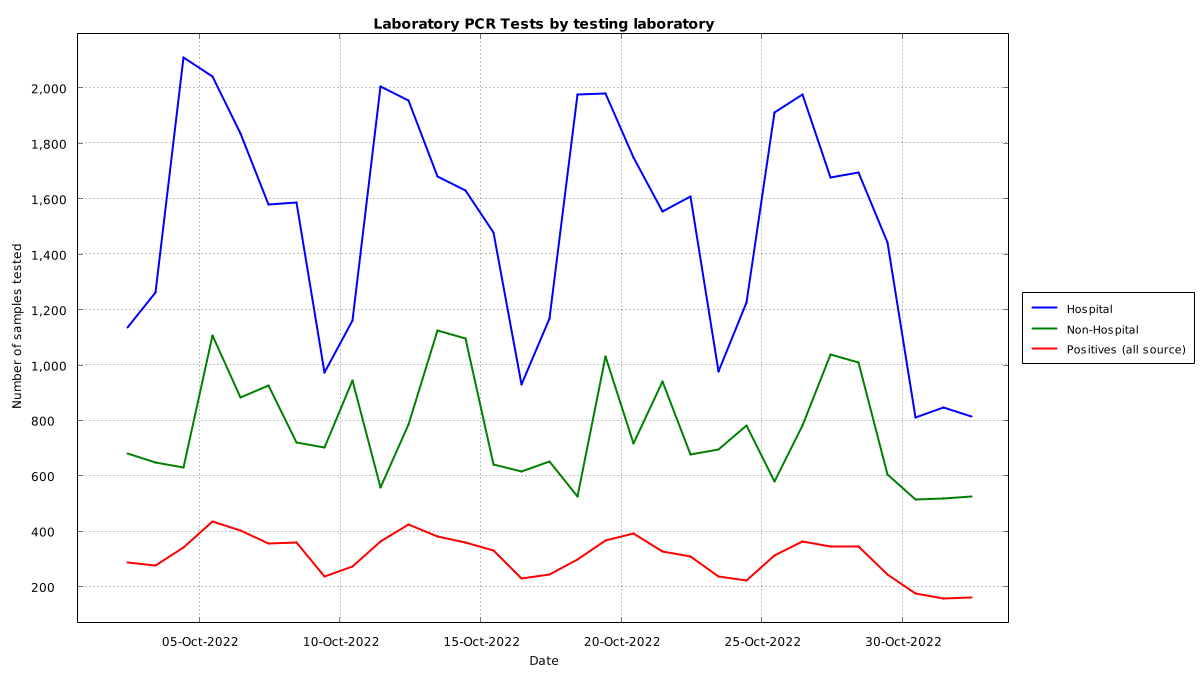 Laboratory PCR Tests by testing laboratory
2,000
1,800
1,600
1,400
1,200
1,000
800
600
400
200
Number of samples tested
05-Oct-2022
10-Oct-2022
15-Oct-2022
20-Oct-2022
25-Oct-2022
30-Oct-2022
Date
Hospital
Non-Hospital
Positives (all source)